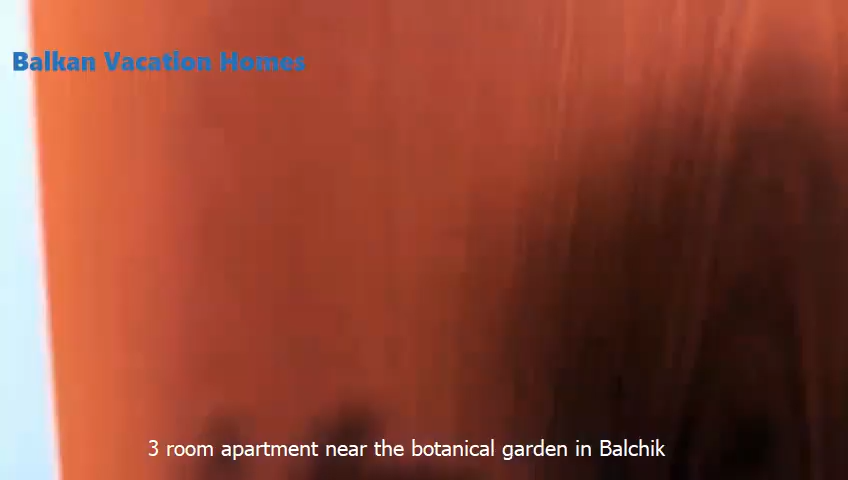 Balkan Vacation Homes
3 room apartment near the botanical garden in Balchik